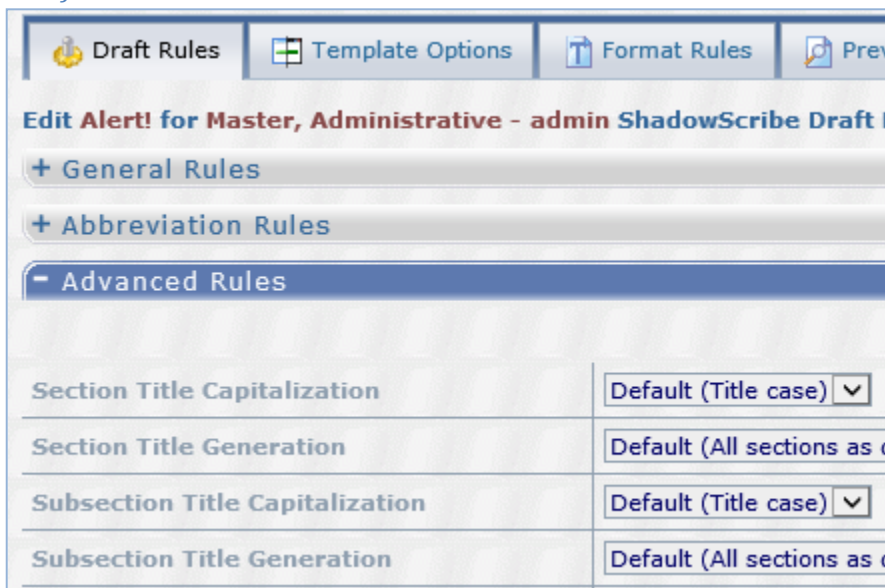 Draft Rules Template Options Format Rules
Edit Alert! for Master, Administrative - admin ShadowScribe Draft
+ General Rules
+ Abbreviation Rules
- Advanced Rules
Section Title Capitalization Default (Title case)
Section Title Generation Default (All sections as
Subsection Title Capitalization Default (Title case)
Subsection Title Generation Default (All sections as